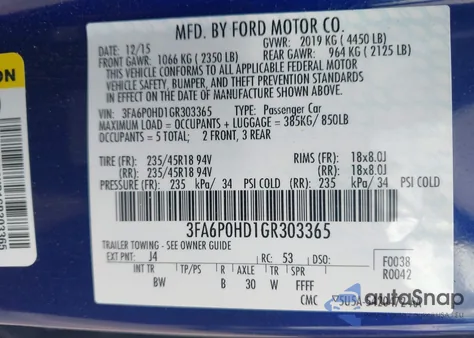 MFD. BY FORD MOTOR CO.
DATE: 12/15 GVWR: 2019 KG ( 4450 LB)
FRONT GAWR: 1066 KG ( 2350 LB) REAR GAWR: 964 KG ( 2125 LB)
THIS VEHICLE CONFORMS TO ALL APPLICABLE FEDERAL MOTOR
VEHICLE SAFETY, BUMPER, AND THEFT PREVENTION STANDARDS
IN EFFECT ON THE DATE OF MANUFACTURE SHOWN ABOVE.
VIN: 3FA6P0HD1GR303365 TYPE: Passenger Car
MAXIMUM LOAD = OCCUPANTS + LUGGAGE = 385KG/ 850LB
OCCUPANTS = 5 TOTAL; 2 FRONT, 3 REAR
TIRE (FR): 235/45R18 94V RIMS (FR): 18x8.0J
(RR): 235/45R18 94V (RR): 18x8.0J
PRESSURE (FR): 235 kPa/ 34 PSI COLD (RR): 235 kPa/ 34 PSI COLD
3FA6P0HD1GR303365
TRAILER TOWING - SEE OWNER GUIDE
EXT PNT: J4 RC: 53 DSO: F0038
INT TR TP/PS R AXLE TR SPR R0042
BW B 30 W FFFF
CMC
autoSnap